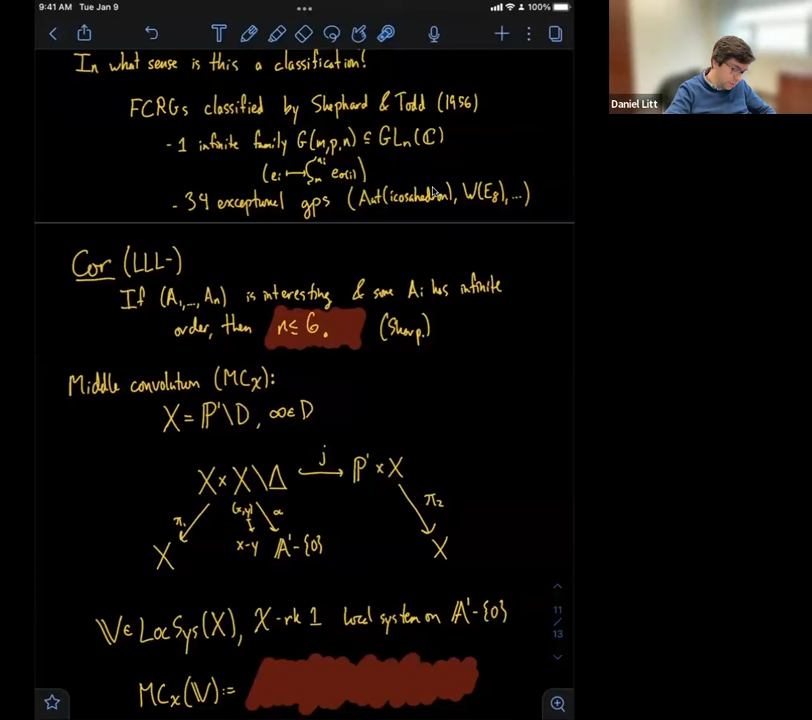 9:41 AM Tue Jan 9
100%
In what sense is this a classification?
FCRGs classified by Shephard & Todd (1956)
- 1 infinite family G(m,p,n) ⊆ GLn(ℂ)
(ei ↦ ζm^ai eσ(i))
- 34 exceptional gps (Aut(icosahedron), W(E8), ...)
Cor (LLL-)
If (A1,...,An) is interesting & some Ai has infinite
order, then n ≤ 6. (Sharp.)
Middle convolution (MCχ):
X = ℙ¹\D, ∞∈D
X×X\Δ j ℙ¹×X
π1 (x,y) α π2
X x-y 𝔸¹-{0} X
𝕍∈LocSys(X), χ-rk 1 local system on 𝔸¹-{0}
MCχ(𝕍):=
11
/
13
Daniel Litt